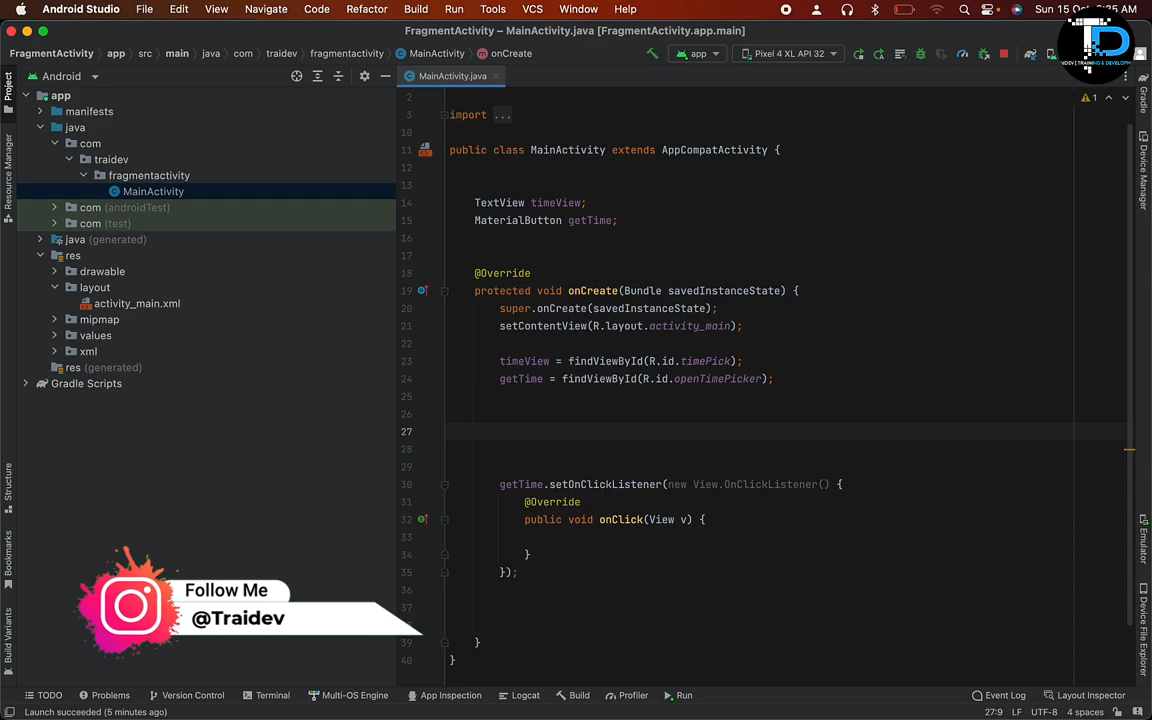 Android Studio File Edit View Navigate Code Refactor Build Run Tools VCS Window Help
FragmentActivity – MainActivity.java [FragmentActivity.app.main]
FragmentActivity app src main java com traidev fragmentactivity MainActivity onCreate
app Pixel 4 XL API 32
Android
MainActivity.java
Project
Resource Manager
Structure
Bookmarks
Build Variants
app
manifests
java
com
traidev
fragmentactivity
MainActivity
com (androidTest)
com (test)
java (generated)
res
drawable
layout
activity_main.xml
mipmap
values
xml
res (generated)
Gradle Scripts
2
3 import ...
10
11 public class MainActivity extends AppCompatActivity {
12
13
14 TextView timeView;
15 MaterialButton getTime;
16
17
18 @Override
19 protected void onCreate(Bundle savedInstanceState) {
20 super.onCreate(savedInstanceState);
21 setContentView(R.layout.activity_main);
22
23 timeView = findViewById(R.id.timePick);
24 getTime = findViewById(R.id.openTimePicker);
25
26
27
28
29
30 getTime.setOnClickListener(new View.OnClickListener() {
31 @Override
32 public void onClick(View v) {
33
34 }
35 });
36
37
39 }
40 }
1
Gradle
Device Manager
Emulator
Device File Explorer
Follow Me
@Traidev
TODO Problems Version Control Terminal Multi-OS Engine App Inspection Logcat Build Profiler Run Event Log Layout Inspector
Launch succeeded (5 minutes ago) 27:9 LF UTF-8 4 spaces